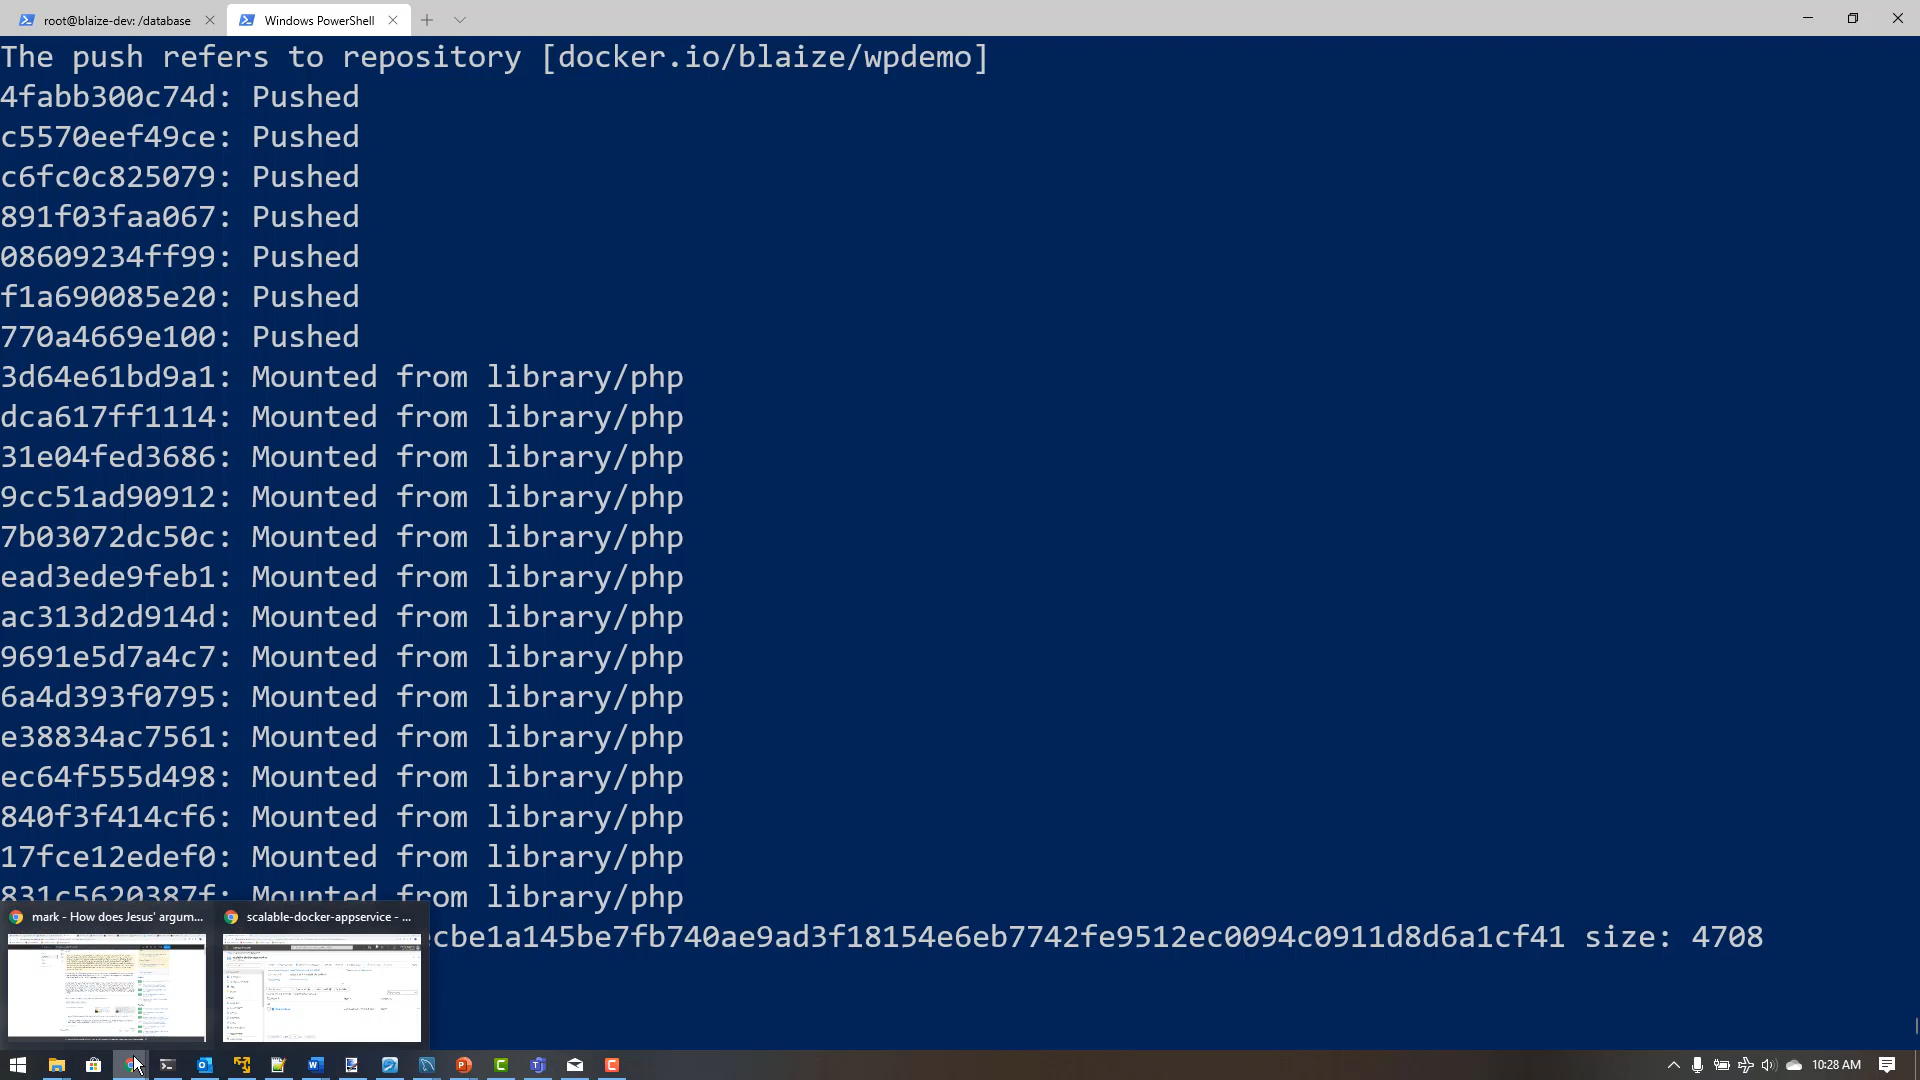 root@blaize-dev: /database
Windows PowerShell
The push refers to repository [docker.io/blaize/wpdemo]
4fabb300c74d: Pushed
c5570eef49ce: Pushed
c6fc0c825079: Pushed
891f03faa067: Pushed
08609234ff99: Pushed
f1a690085e20: Pushed
770a4669e100: Pushed
3d64e61bd9a1: Mounted from library/php
dca617ff1114: Mounted from library/php
31e04fed3686: Mounted from library/php
9cc51ad90912: Mounted from library/php
7b03072dc50c: Mounted from library/php
ead3ede9feb1: Mounted from library/php
ac313d2d914d: Mounted from library/php
9691e5d7a4c7: Mounted from library/php
6a4d393f0795: Mounted from library/php
e38834ac7561: Mounted from library/php
ec64f555d498: Mounted from library/php
840f3f414cf6: Mounted from library/php
17fce12edef0: Mounted from library/php
831c5620387f: Mounted from library/php
mark - How does Jesus' argum...
scalable-docker-appservice - ...
cbe1a145be7fb740ae9ad3f18154e6eb7742fe9512ec0094c0911d8d6a1cf41 size: 4708
10:28 AM